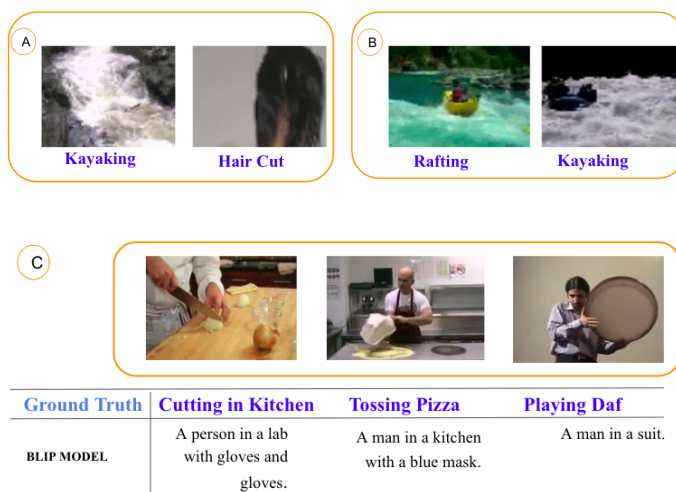 A
B
Kayaking
Hair Cut
Rafting
Kayaking
C
Ground Truth
Cutting in Kitchen
Tossing Pizza
Playing Daf
BLIP MODEL
A person in a lab
with gloves and
gloves.
A man in a kitchen
with a blue mask.
A man in a suit.